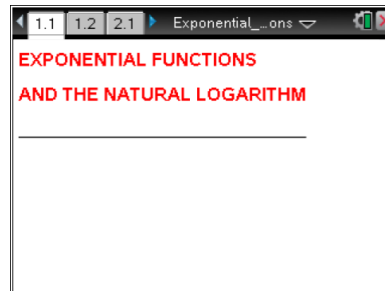 1.1 1.2 2.1 Exponential_...ons
EXPONENTIAL FUNCTIONS
AND THE NATURAL LOGARITHM